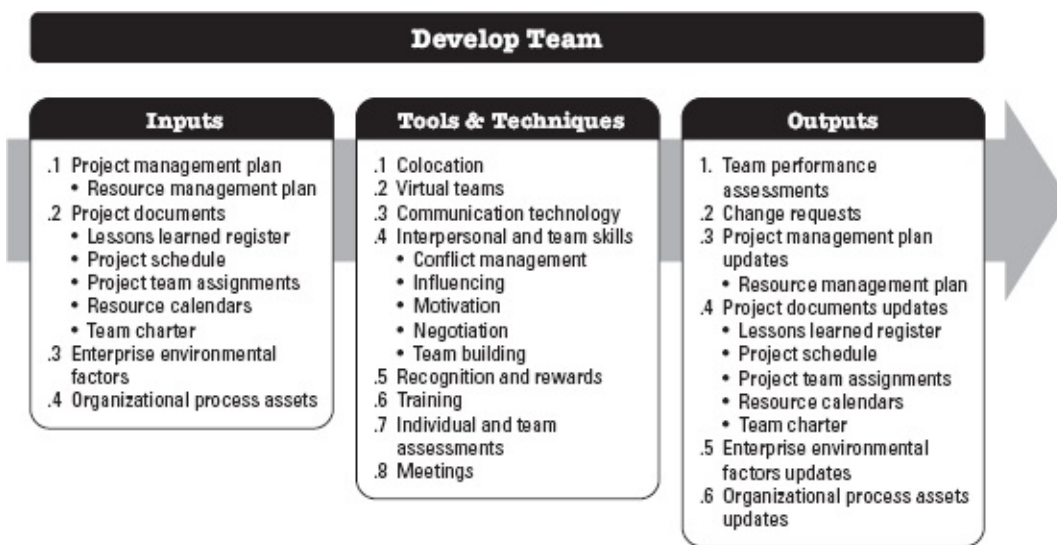 Develop Team
Inputs
.1 Project management plan
• Resource management plan
.2 Project documents
• Lessons learned register
• Project schedule
• Project team assignments
• Resource calendars
• Team charter
.3 Enterprise environmental
factors
.4 Organizational process assets
Tools & Techniques
.1 Colocation
.2 Virtual teams
.3 Communication technology
.4 Interpersonal and team skills
• Conflict management
• Influencing
• Motivation
• Negotiation
• Team building
.5 Recognition and rewards
.6 Training
.7 Individual and team
assessments
.8 Meetings
Outputs
1. Team performance
assessments
.2 Change requests
.3 Project management plan
updates
• Resource management plan
.4 Project documents updates
• Lessons learned register
• Project schedule
• Project team assignments
• Resource calendars
• Team charter
.5 Enterprise environmental
factors updates
.6 Organizational process assets
updates